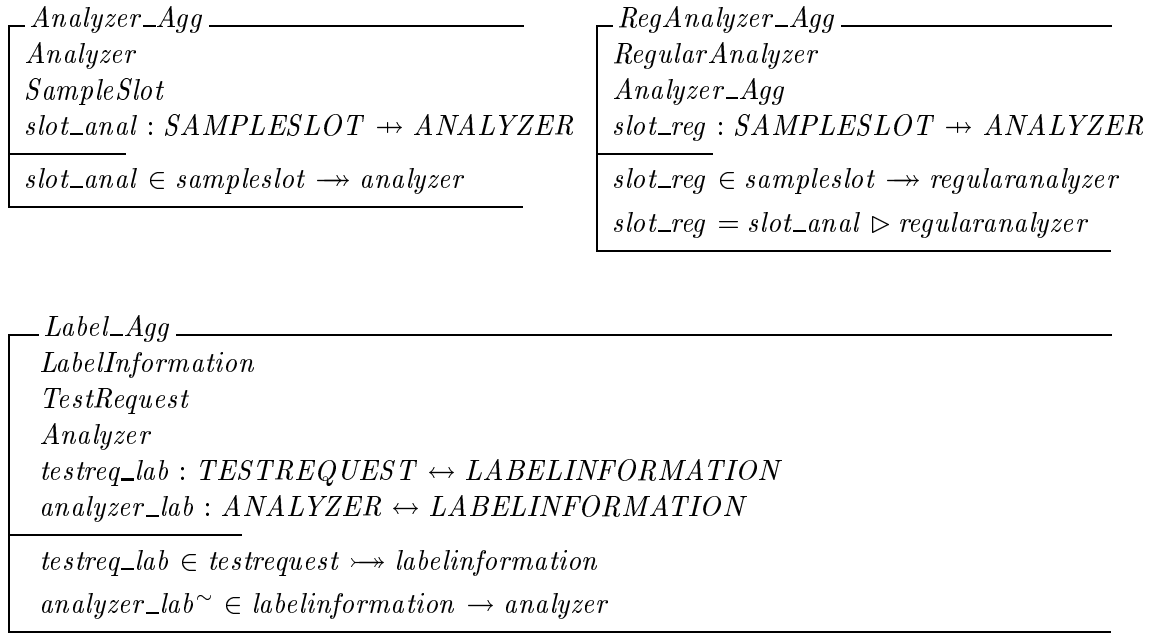 Analyzer_Agg
Analyzer
SampleSlot
slot_anal : SAMPLESLOT ⇸ ANALYZER
slot_anal ∈ sampleslot ↠ analyzer
RegAnalyzer_Agg
RegularAnalyzer
Analyzer_Agg
slot_reg : SAMPLESLOT ⇸ ANALYZER
slot_reg ∈ sampleslot ↠ regularanalyzer
slot_reg = slot_anal ▷ regularanalyzer
Label_Agg
LabelInformation
TestRequest
Analyzer
testreq_lab : TESTREQUEST ↔ LABELINFORMATION
analyzer_lab : ANALYZER ↔ LABELINFORMATION
testreq_lab ∈ testrequest ⤖ labelinformation
analyzer_lab~ ∈ labelinformation → analyzer